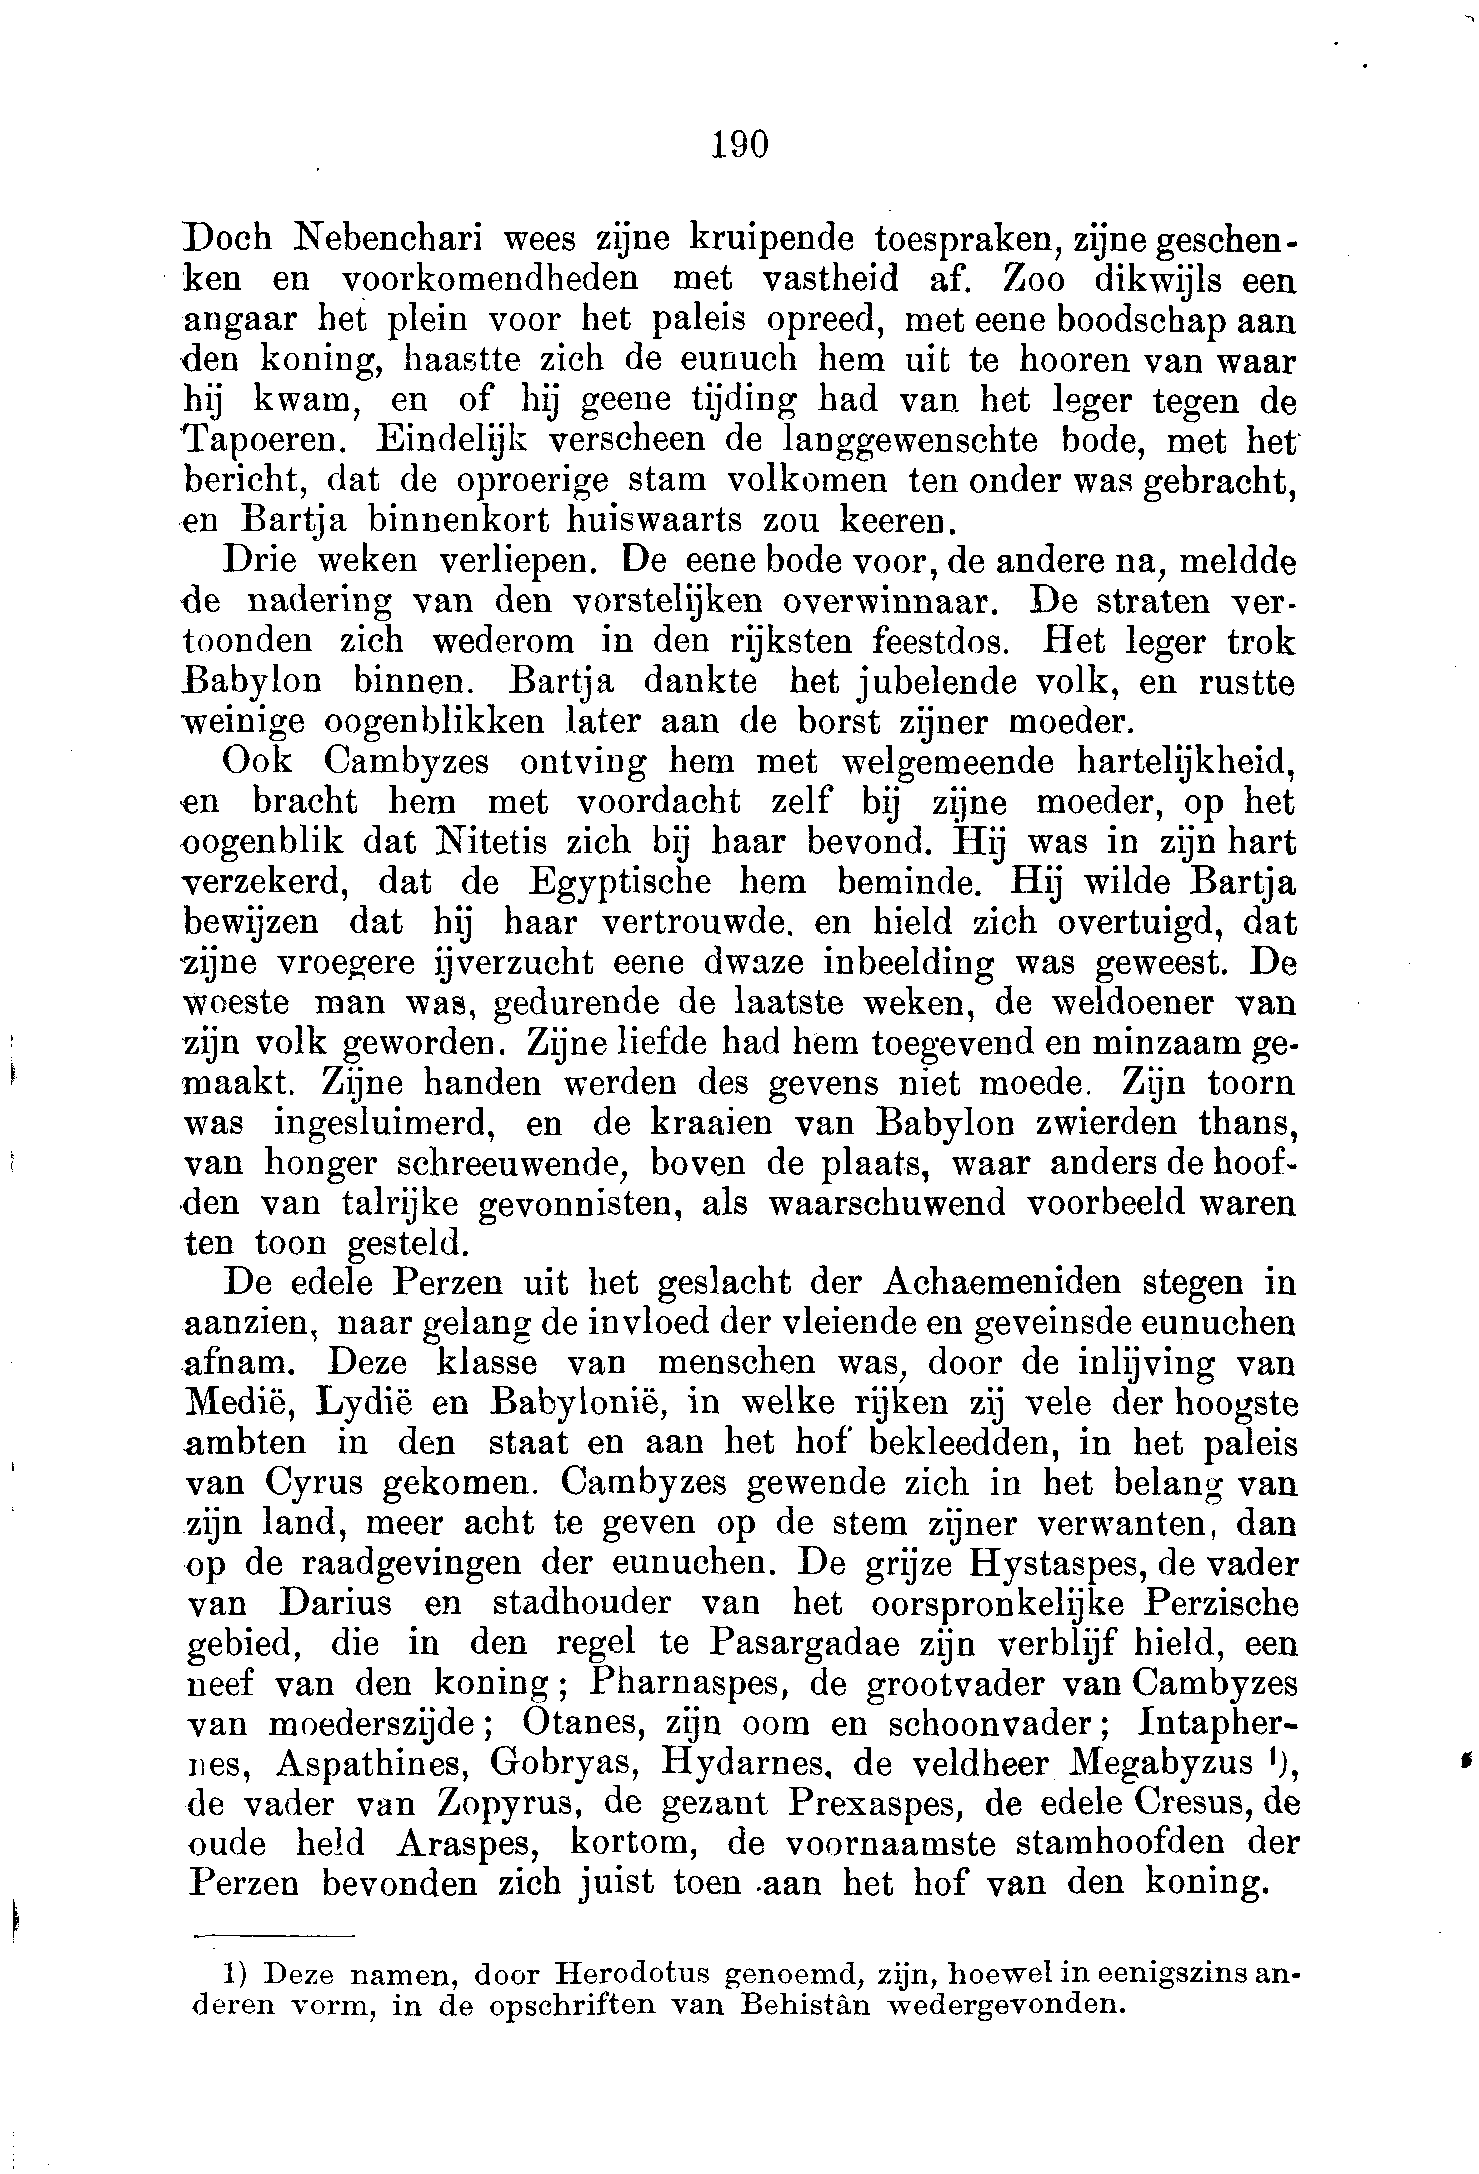 190
Doch Nebenchari wees zijne kruipende toespraken, zijne geschen-
ken en voorkomendheden met vastheid af. Zoo dikwijls een
angaar het plein voor het paleis opreed, met eene boodschap aan
den koning, haastte zich de eunuch hem uit te hooren van waar
hij kwam, en of hij geene tijding had van het leger tegen de
Tapoeren. Eindelijk verscheen de langgewenschte bode, met het
bericht, dat de oproerige stam volkomen ten onder was gebracht,
en Bartja binnenkort huiswaarts zou keeren.
Drie weken verliepen. De eene bode voor, de andere na, meldde
de nadering van den vorstelijken overwinnaar. De straten ver-
toonden zich wederom in den rijksten feestdos. Het leger trok
Babylon binnen. Bartja dankte het jubelende volk, en rustte
weinige oogenblikken later aan de borst zijner moeder.
Ook Cambyzes ontving hem met welgemeende hartelijkheid,
en bracht hem met voordacht zelf bij zijne moeder, op het
oogenblik dat Nitetis zich bij haar bevond. Hij was in zijn hart
verzekerd, dat de Egyptische hem beminde. Hij wilde Bartja
bewijzen dat hij haar vertrouwde. en hield zich overtuigd, dat
zijne vroegere ijverzucht eene dwaze inbeelding was geweest. De
woeste man was, gedurende de laatste weken, de weldoener van
zijn volk geworden. Zijne liefde had hem toegevend en minzaam ge-
maakt. Zijne handen werden des gevens niet moede. Zijn toorn
was ingesluimerd, en de kraaien van Babylon zwierden thans,
van honger schreeuwende, boven de plaats, waar anders de hoof-
den van talrijke gevonnisten, als waarschuwend voorbeeld waren
ten toon gesteld.
De edele Perzen uit het geslacht der Achaemeniden stegen in
aanzien, naar gelang de invloed der vleiende en geveinsde eunuchen
afnam. Deze klasse van menschen was, door de inlijving van
Medië, Lydië en Babylonië, in welke rijken zij vele der hoogste
ambten in den staat en aan het hof bekleedden, in het paleis
van Cyrus gekomen. Cambyzes gewende zich in het belang van
zijn land, meer acht te geven op de stem zijner verwanten, dan
op de raadgevingen der eunuchen. De grijze Hystaspes, de vader
van Darius en stadhouder van het oorspronkelijke Perzische
gebied, die in den regel te Pasargadae zijn verblijf hield, een
neef van den koning; Pharnaspes, de grootvader van Cambyzes
van moederszijde; Otanes, zijn oom en schoonvader; Intapher-
nes, Aspathines, Gobryas, Hydarnes, de veldheer Megabyzus ¹),
de vader van Zopyrus, de gezant Prexaspes, de edele Cresus, de
oude held Araspes, kortom, de voornaamste stamhoofden der
Perzen bevonden zich juist toen aan het hof van den koning.
1) Deze namen, door Herodotus genoemd, zijn, hoewel in eenigszins an-
deren vorm, in de opschriften van Behistân wedergevonden.